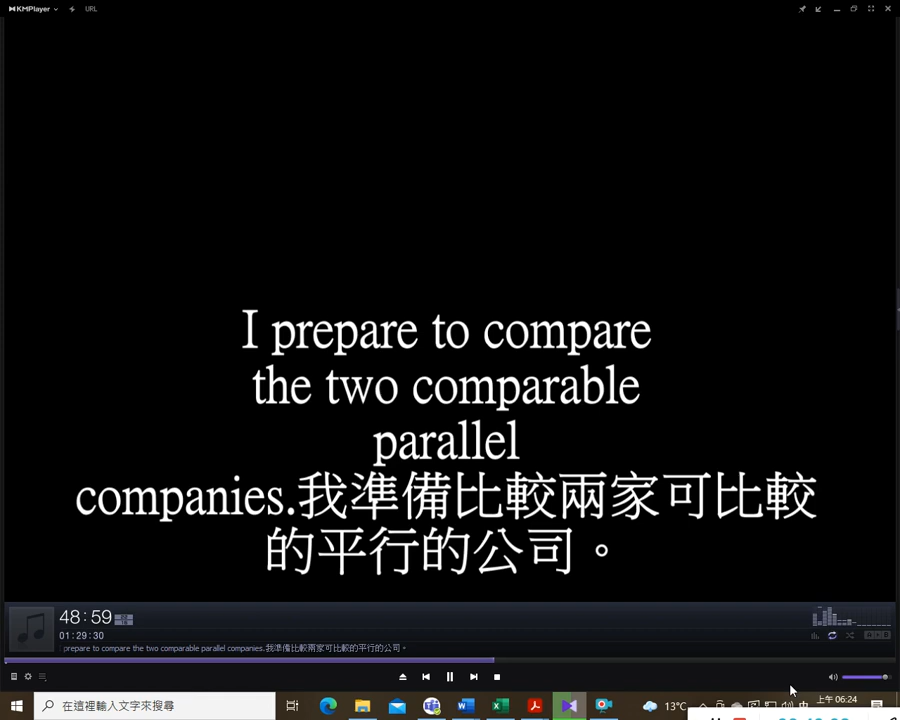 KMPlayer
URL
I prepare to compare
the two comparable
parallel
companies.我準備比較兩家可比較
的平行的公司。
48:59
01:29:30
prepare to compare the two comparable parallel companies.我準備比較兩家可比較的平行的公司。
在這裡輸入文字來搜尋
13°C
中
上午 06:24